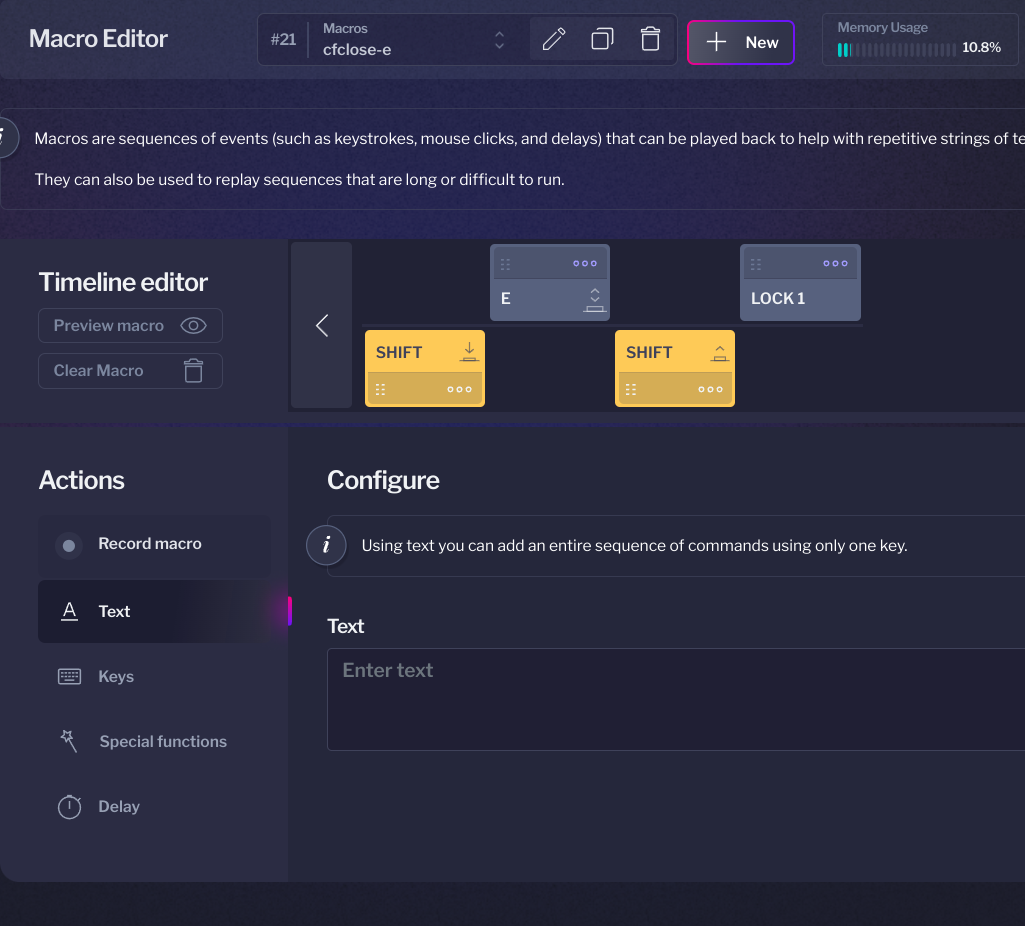 Macro Editor
#21
Macros
cfclose-e
New
Memory Usage
10.8%
i
Macros are sequences of events (such as keystrokes, mouse clicks, and delays) that can be played back to help with repetitive strings of
They can also be used to replay sequences that are long or difficult to run.
Timeline editor
Preview macro
Clear Macro
E
LOCK 1
SHIFT
SHIFT
Actions
Record macro
A Text
Keys
Special functions
Delay
Configure
i
Using text you can add an entire sequence of commands using only one key.
Text
Enter text